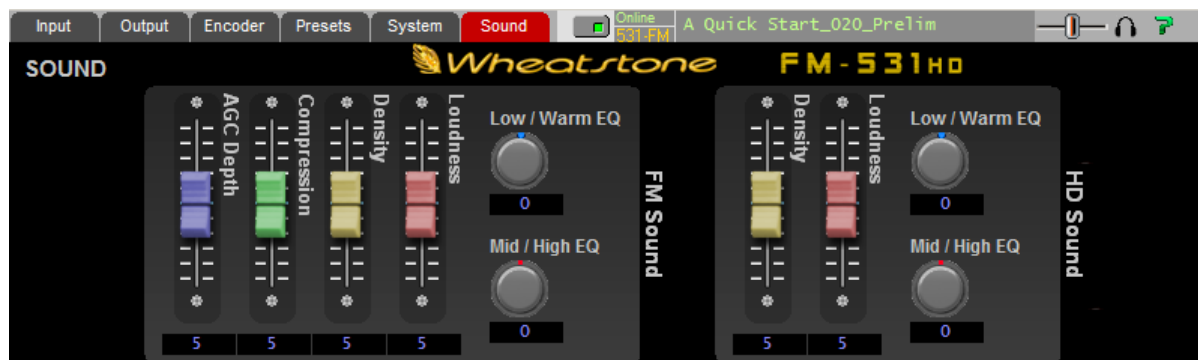 Input Output Encoder Presets System Sound Online A Quick Start_020_Prelim
531-FM
SOUND Wheatstone FM-531HD
AGC Depth Compression Density Loudness Low / Warm EQ Density Loudness Low / Warm EQ
0 0
FM Sound HD Sound
Mid / High EQ Mid / High EQ
0 0
5 5 5 5 5 5